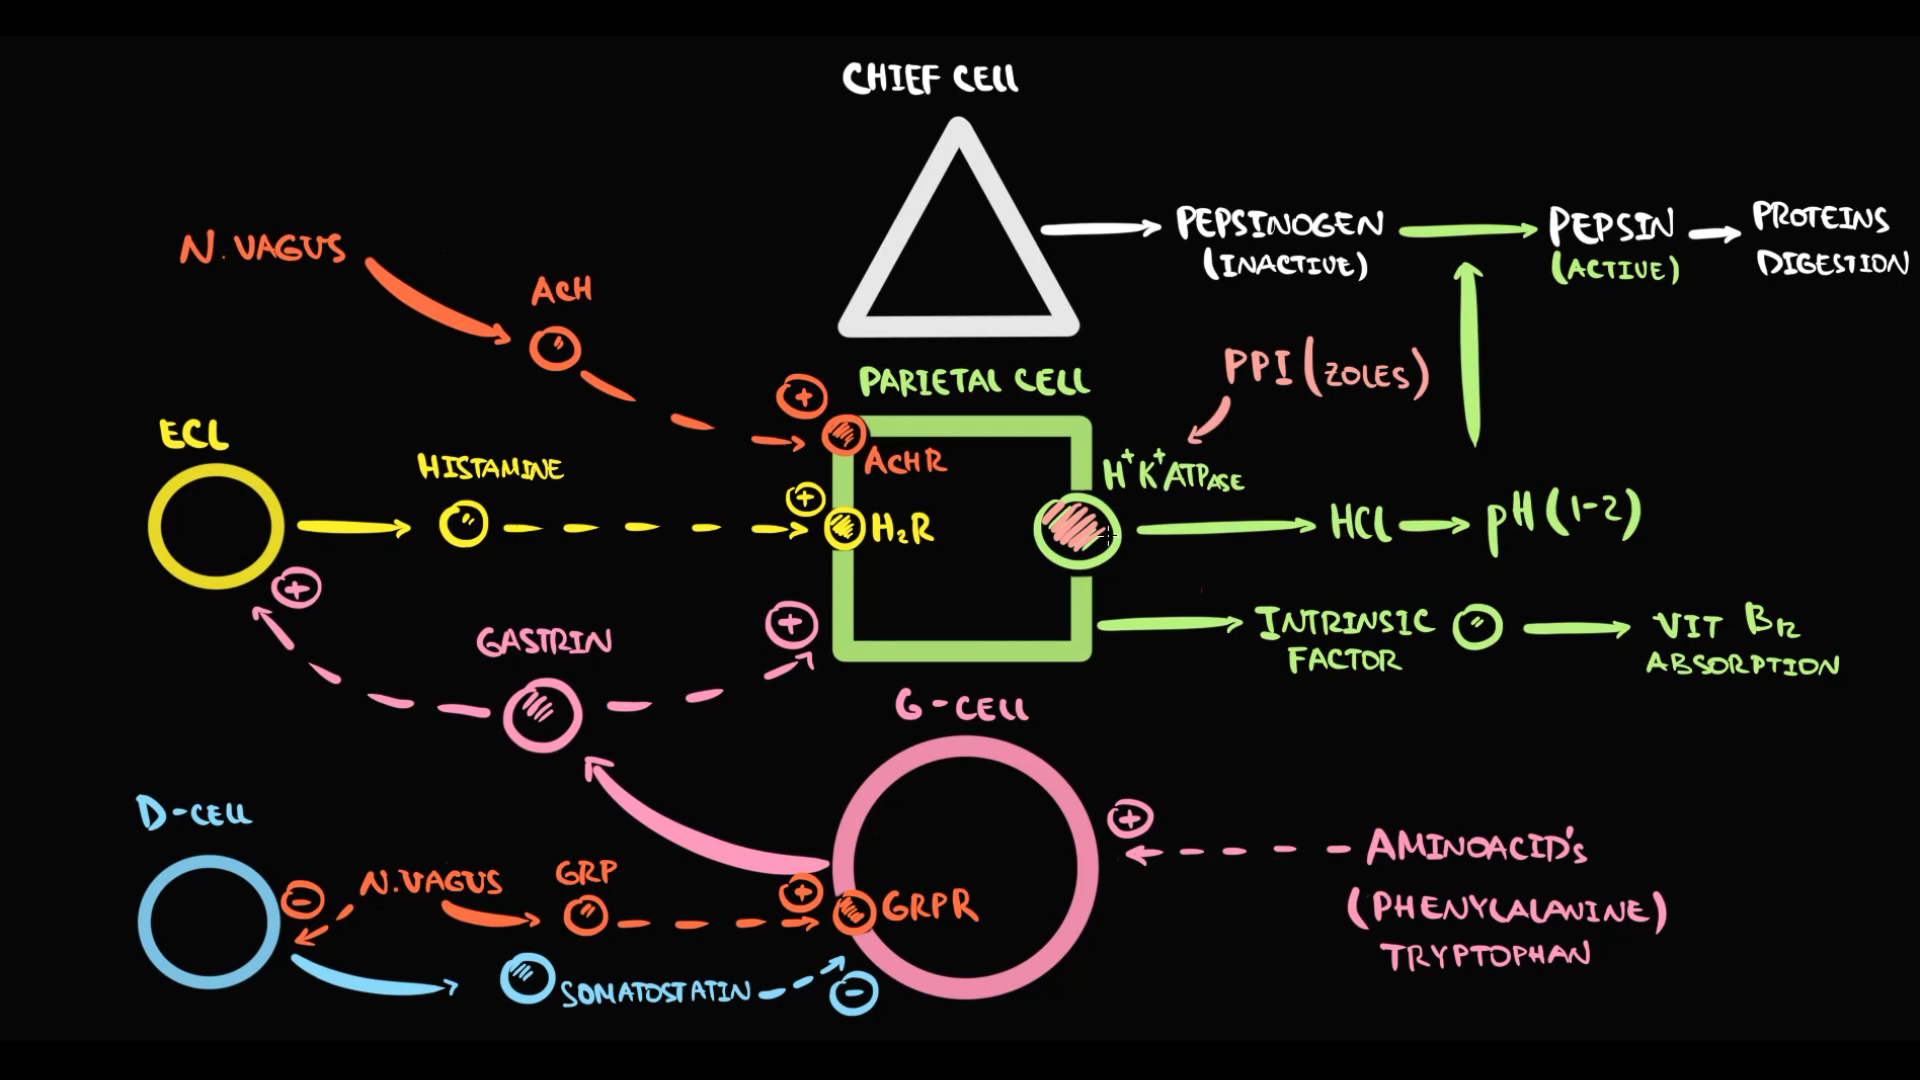 CHIEF CELL
N. VAGUS
ACH
PEPSINOGEN
(INACTIVE)
PEPSIN
(ACTIVE)
PROTEINS
DIGESTION
PPI (ZOLES)
PARIETAL CELL
+
ACHR
ECL
HISTAMINE
+
H2R
H+K+ATPASE
HCl
pH (1-2)
+
GASTRIN
+
INTRINSIC
FACTOR
VIT B12
ABSORPTION
G-CELL
D-CELL
-
N. VAGUS
GRP
+
GRPR
SOMATOSTATIN
-
+
AMINOACID's
(PHENYLALANINE)
TRYPTOPHAN